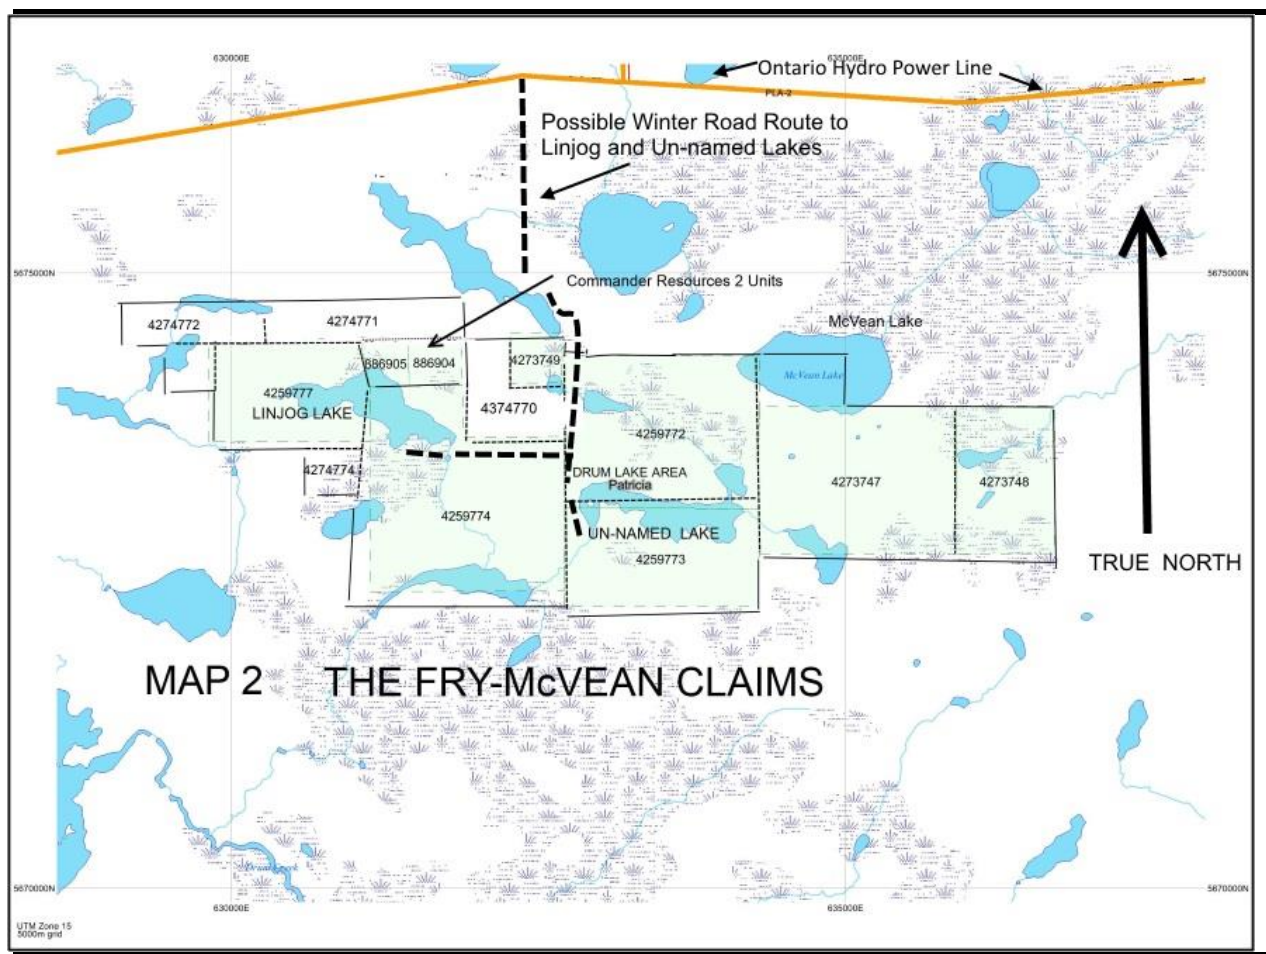 630000E
635000E
Ontario Hydro Power Line
PLA-2
Possible Winter Road Route to
Linjog and Un-named Lakes
5675000N
5675000N
Commander Resources 2 Units
4274772
4274771
McVean Lake
886905
886904
4273749
McVean Lake
4259777
LINJOG LAKE
4374770
4259772
4274774
DRUM LAKE AREA
Patricia
4273747
4273748
4259774
UN-NAMED LAKE
4259773
TRUE NORTH
MAP 2 THE FRY-McVEAN CLAIMS
5670000N
5670000N
630000E
635000E
UTM Zone 15
5000m grid